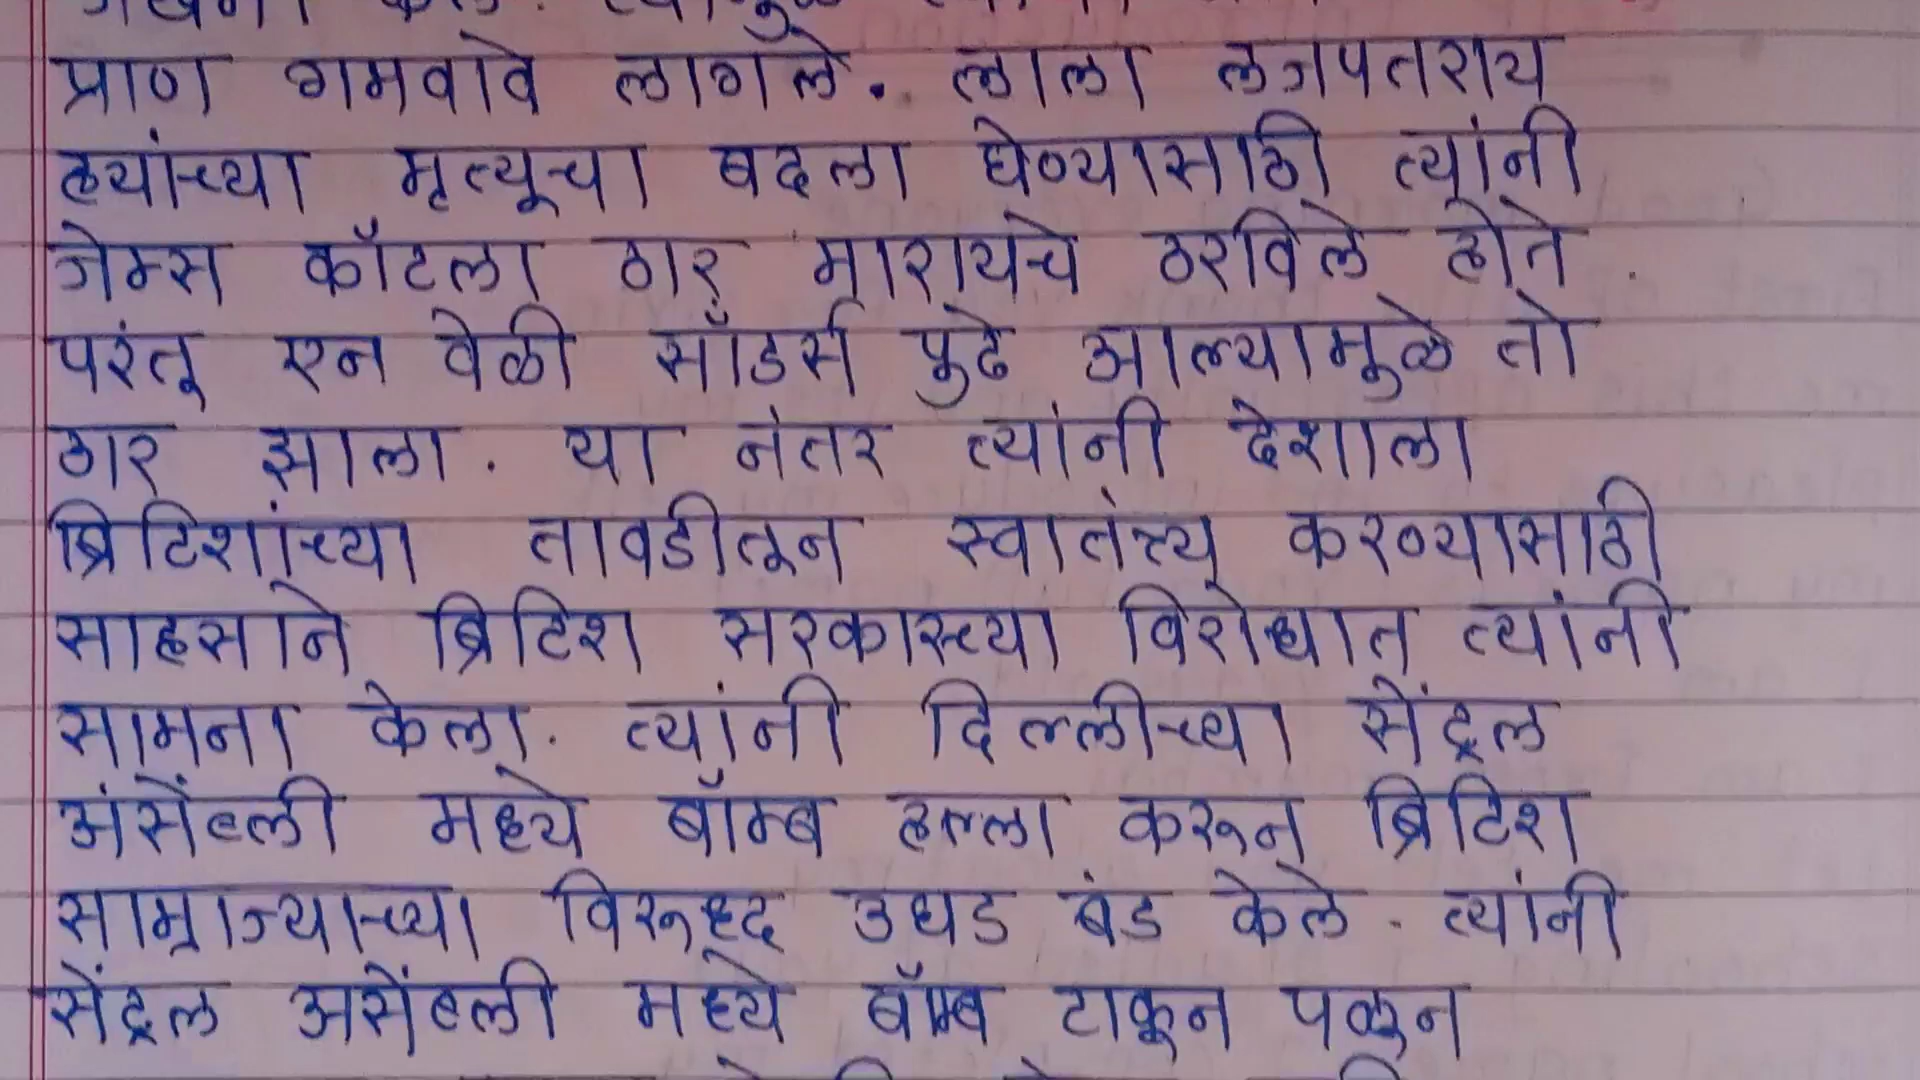 प्राण गमवावे लागले. लाला लजपतराय
ह्यांच्या मृत्यूचा बदला घेण्यासाठी त्यांनी
जेम्स कॉटला ठार मारायचे ठरविले होते.
परंतू एन वेळी सॉंडर्स पुढे आल्यामुळे तो
ठार झाला. या नंतर त्यांनी देशाला
ब्रिटिशांच्या तावडीतून स्वातंत्र्य करण्यासाठी
साहसाने ब्रिटिश सरकारच्या विरोधात त्यांनी
सामना केला. त्यांनी दिल्लीच्या सेंट्रल
अंसेंब्ली मध्ये बॉम्ब हल्ला करून ब्रिटिश
साम्राज्याच्या विरूध्द उघड बंड केले. त्यांनी
सेंट्रल असेंब्ली मध्ये बॉम्ब टाकून पळून